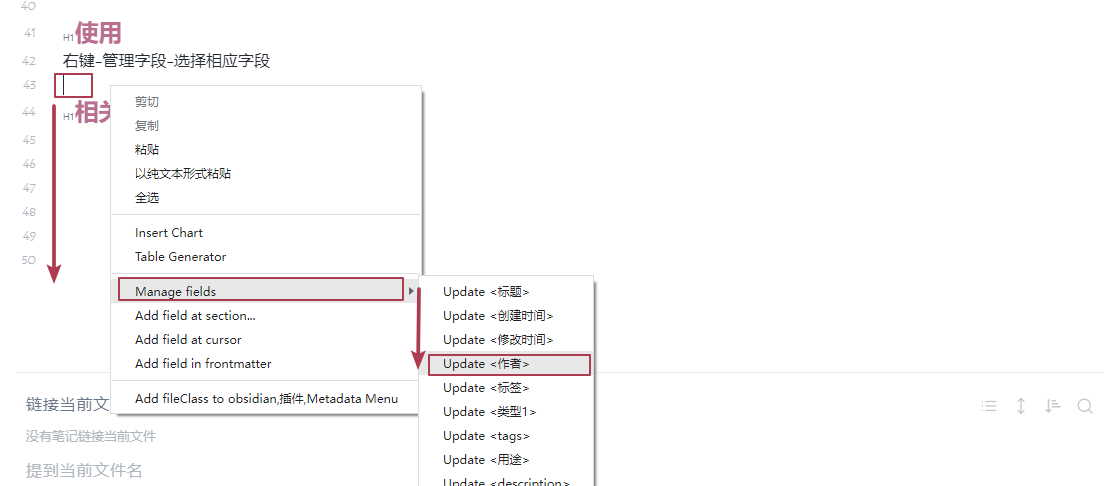 40
41 H1使用
42 右键-管理字段-选择相应字段
43
44 H1相关
45
46
47
48
49
50
剪切
复制
粘贴
以纯文本形式粘贴
全选
Insert Chart
Table Generator
Manage fields
Add field at section...
Add field at cursor
Add field in frontmatter
Add fileClass to obsidian,插件,Metadata Menu
Update <标题>
Update <创建时间>
Update <修改时间>
Update <作者>
Update <标签>
Update <类型1>
Update <tags>
Update <用途>
Update <description>
链接当前文
没有笔记链接当前文件
提到当前文件名